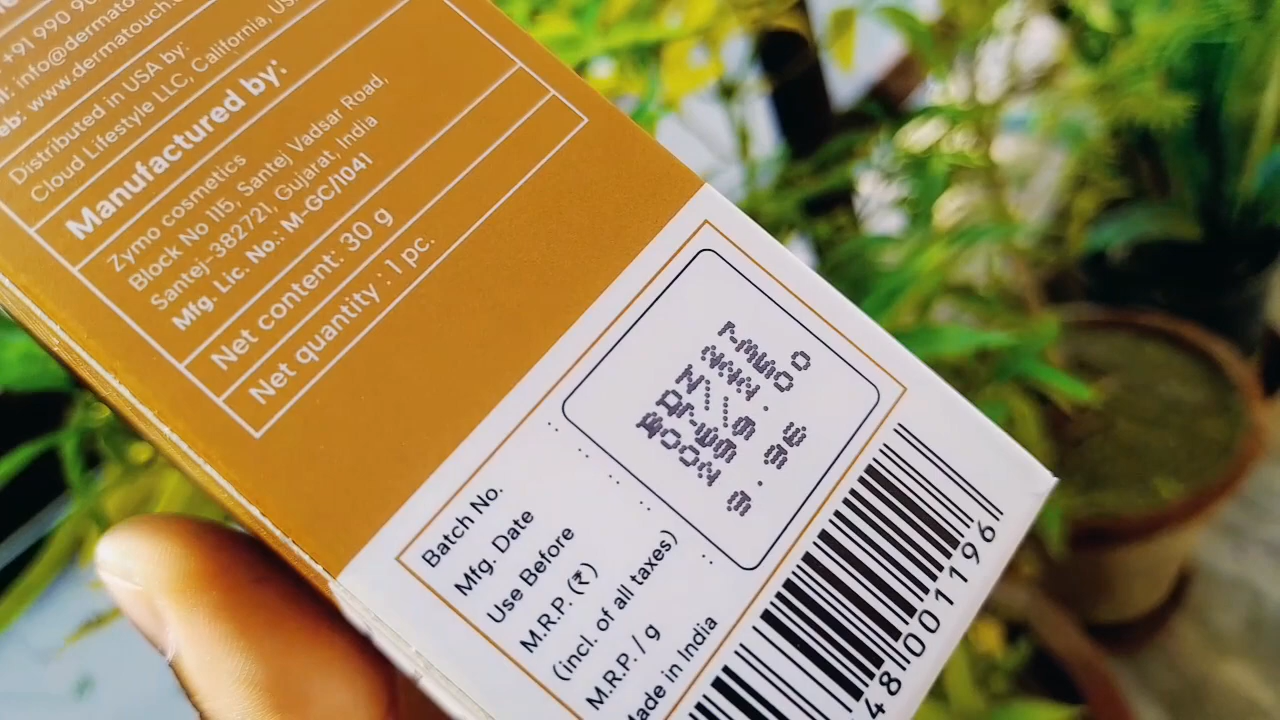 +91 990 9
info@dermato
www.dermatouch.c
Distributed in USA by:
Cloud Lifestyle LLC, California, US
Manufactured by:
Zymo cosmetics
Block No 115, Santej Vadsar Road,
Santej-382721, Gujarat, India
Mfg. Lic. No.: M-GC/1041
Net content: 30 g
Net quantity : 1 pc.
Batch No.
Mfg. Date
Use Before
M.R.P. (₹)
(incl. of all taxes)
M.R.P. / g
Made in India
48001196